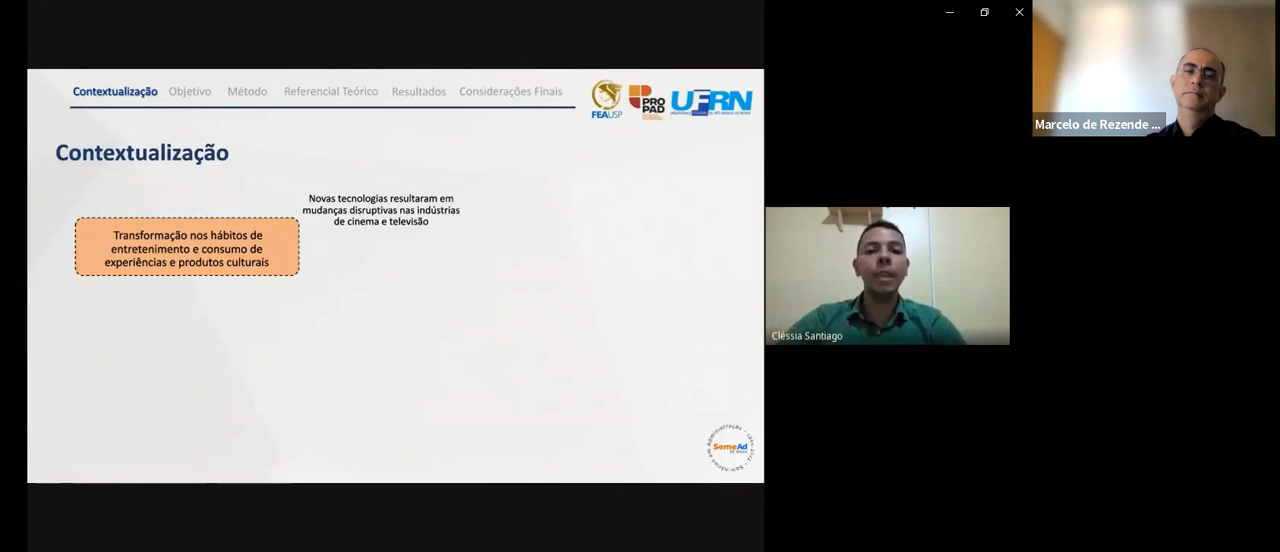 Contextualização Objetivo Método Referencial Teórico Resultados Considerações Finais
FEAUSP
PRO
PAD
UFRN
Contextualização
Novas tecnologias resultaram em
mudanças disruptivas nas indústrias
de cinema e televisão
Transformação nos hábitos de
entretenimento e consumo de
experiências e produtos culturais
SemeAd
Marcelo de Rezende ...
Cléssia Santiago